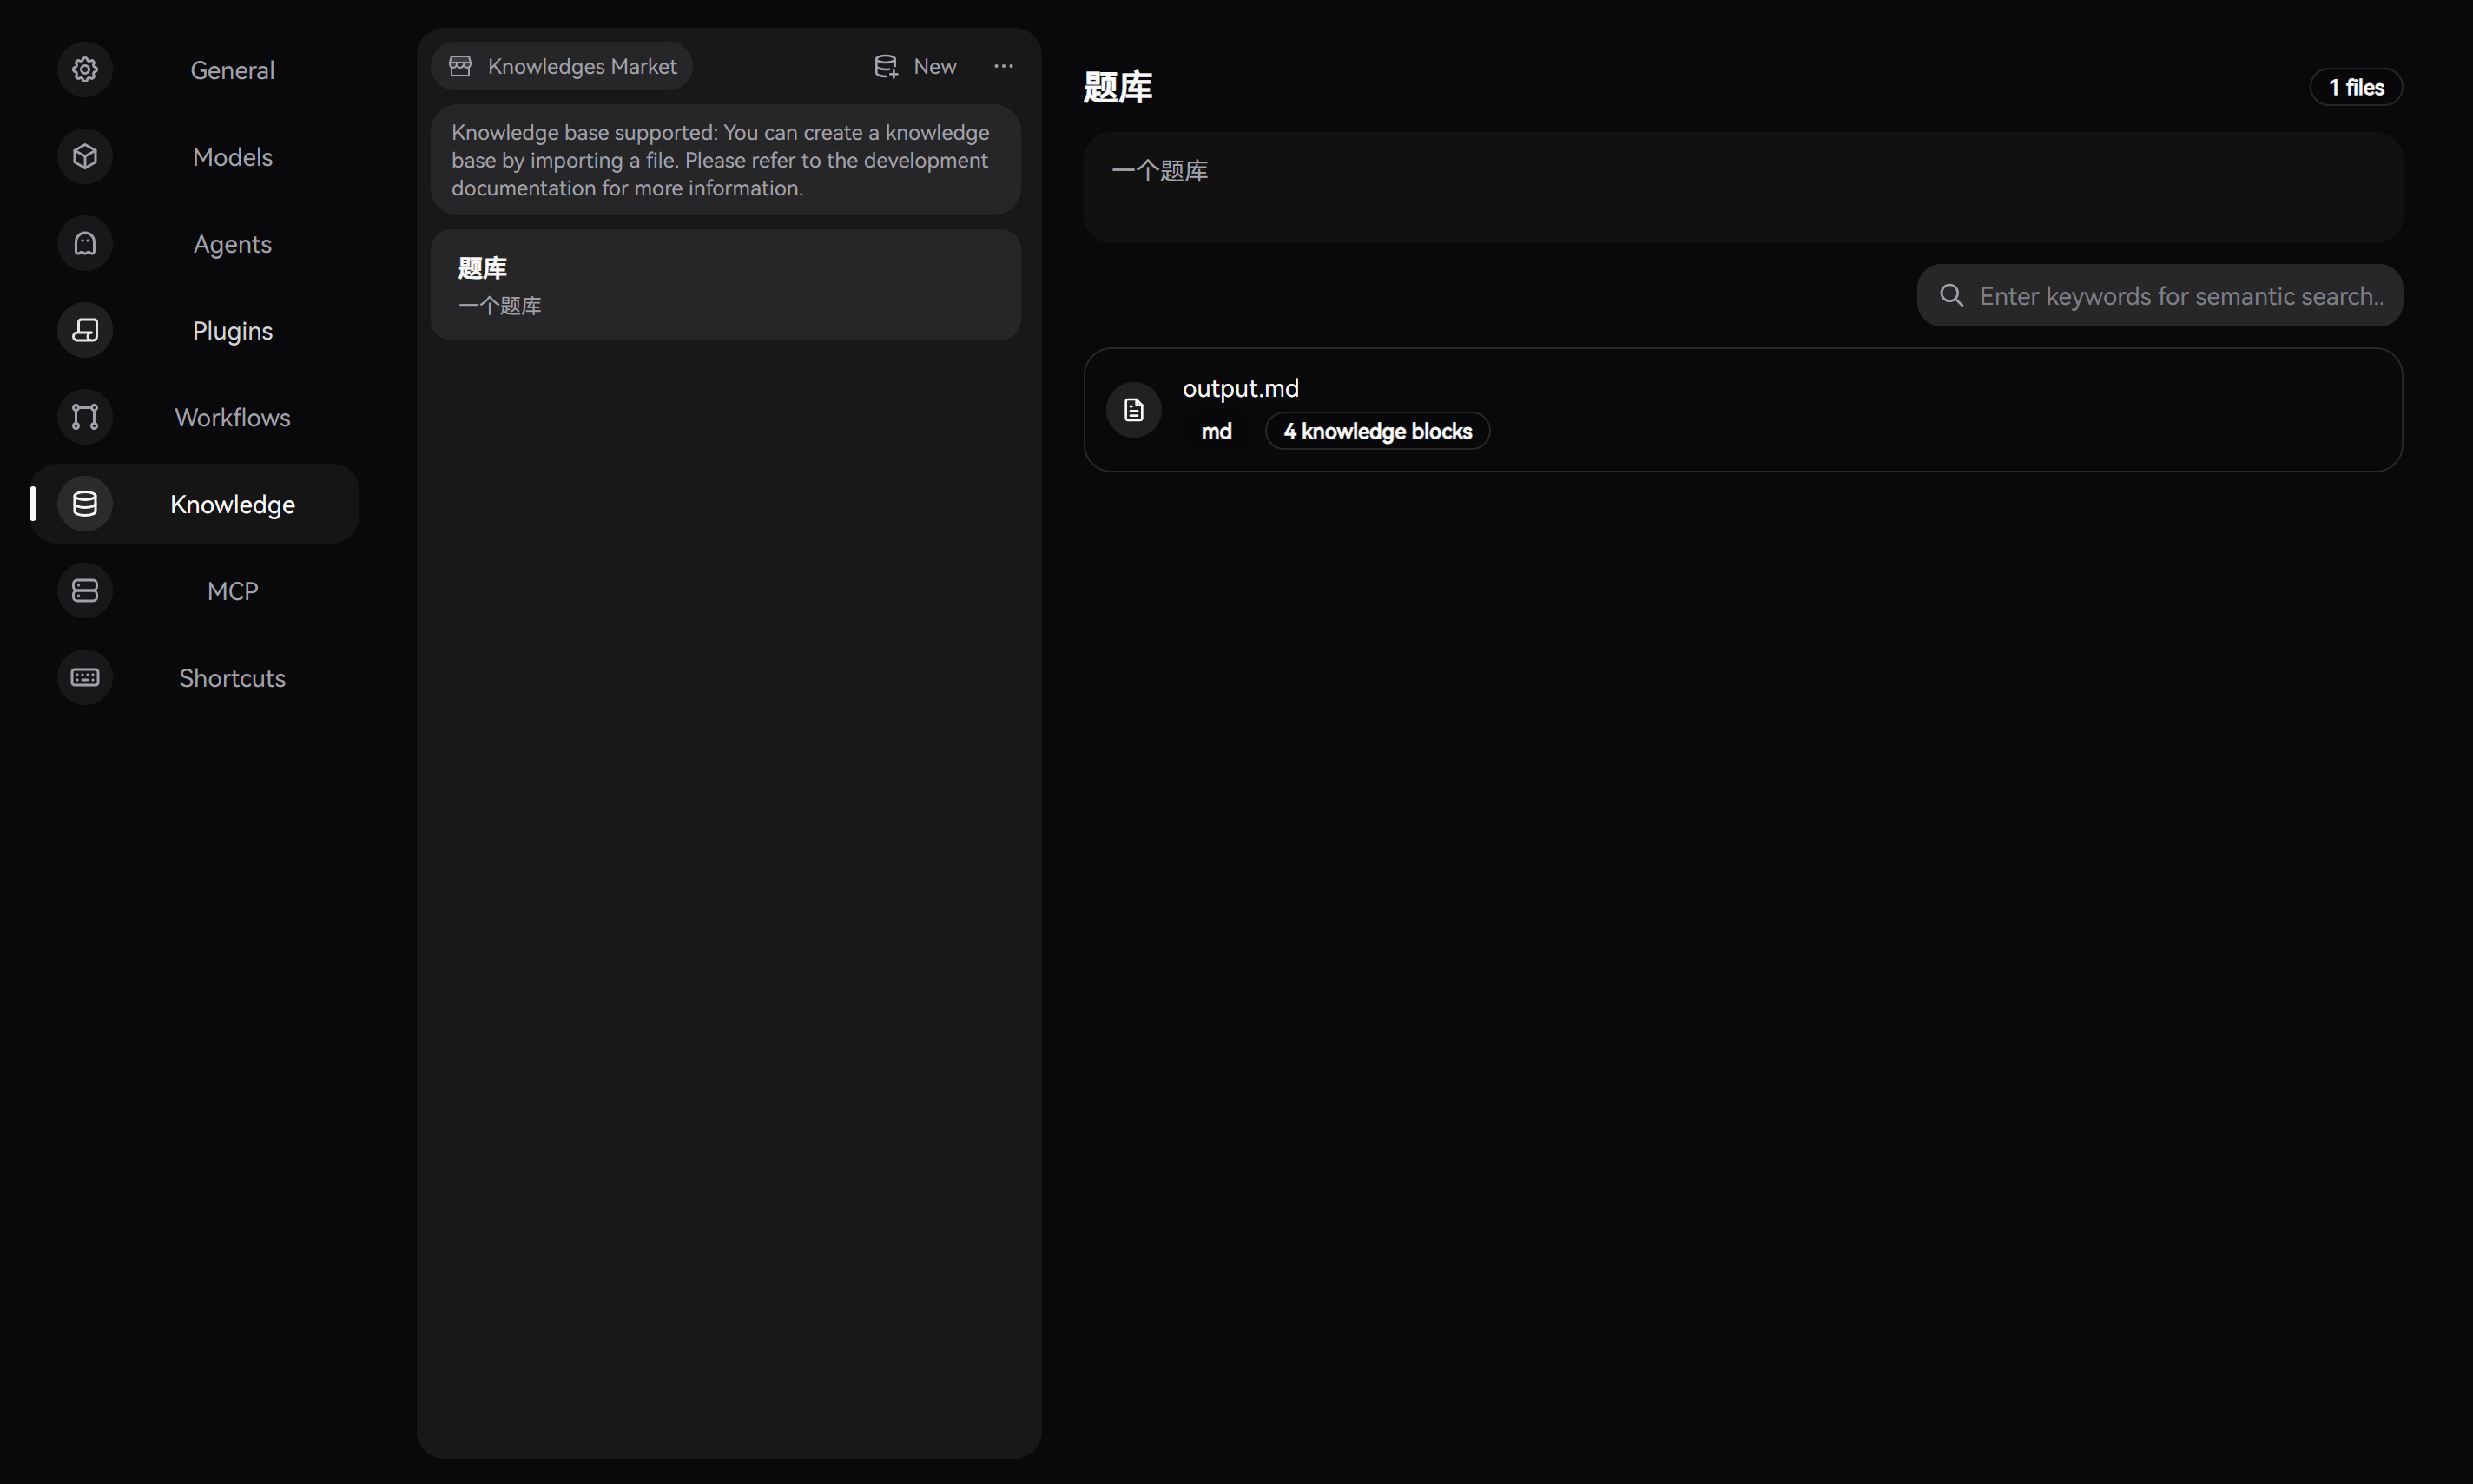 General
Models
Agents
Plugins
Workflows
Knowledge
MCP
Shortcuts
Knowledges Market
New
Knowledge base supported: You can create a knowledge
base by importing a file. Please refer to the development
documentation for more information.
题库
一个题库
题库
1 files
一个题库
Enter keywords for semantic search..
output.md
md
4 knowledge blocks